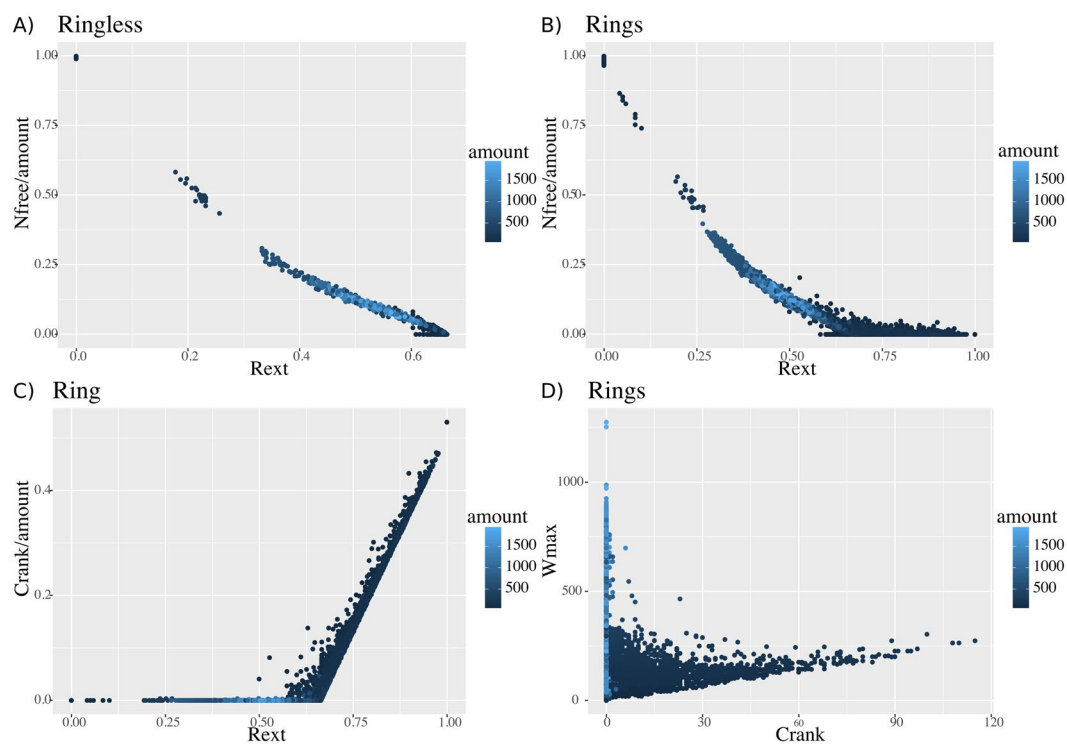 A) Ringless
Nfree/amount
1.00
0.75
0.50
0.25
0.00
0.0 0.2 0.4 0.6
Rext
amount
1500
1000
500
B) Rings
Nfree/amount
1.00
0.75
0.50
0.25
0.00
0.00 0.25 0.50 0.75 1.00
Rext
amount
1500
1000
500
C) Ring
Crank/amount
0.4
0.2
0.0
0.00 0.25 0.50 0.75 1.00
Rext
amount
1500
1000
500
D) Rings
Wmax
1000
500
0
0 30 60 90 120
Crank
amount
1500
1000
500